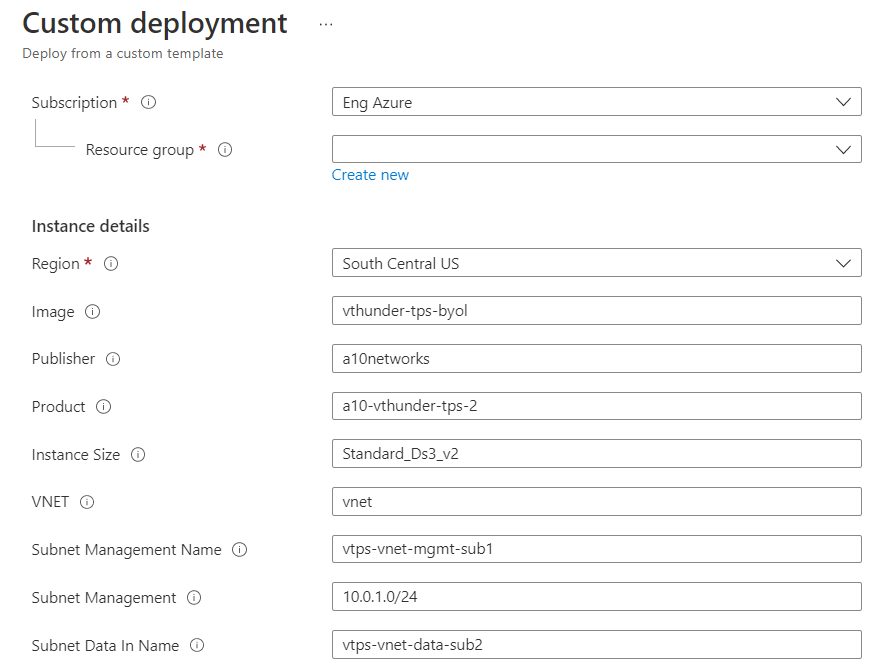 Custom deployment ...
Deploy from a custom template
Subscription * Eng Azure
Resource group *
Create new
Instance details
Region * South Central US
Image vthunder-tps-byol
Publisher a10networks
Product a10-vthunder-tps-2
Instance Size Standard_Ds3_v2
VNET vnet
Subnet Management Name vtps-vnet-mgmt-sub1
Subnet Management 10.0.1.0/24
Subnet Data In Name vtps-vnet-data-sub2